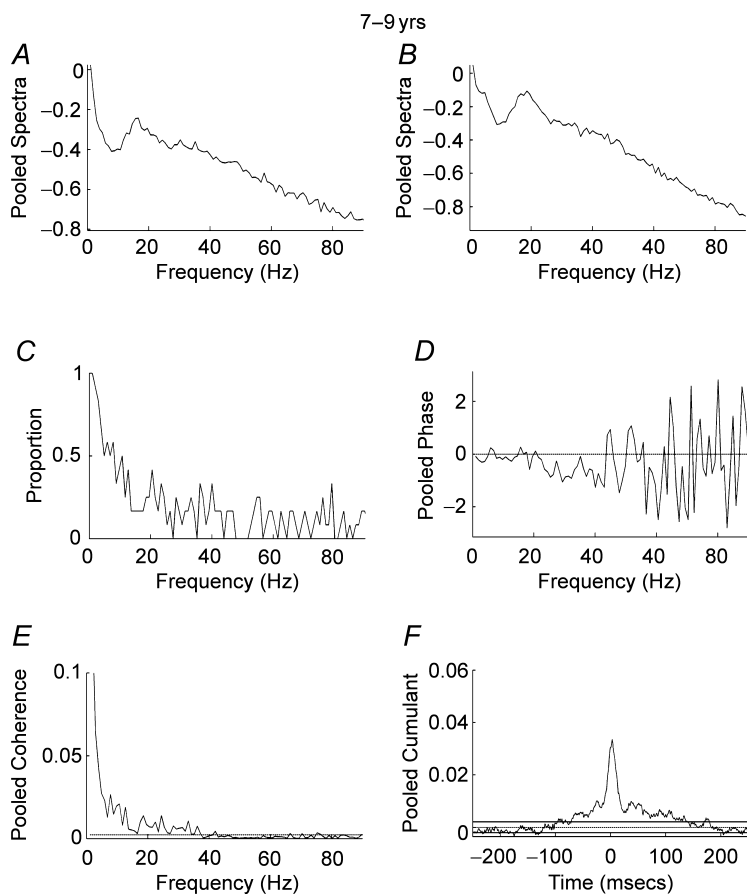 7–9 yrs
A
B
Pooled Spectra
0
–0.2
–0.4
–0.6
–0.8
0 20 40 60 80
Frequency (Hz)
Pooled Spectra
0
–0.2
–0.4
–0.6
–0.8
0 20 40 60 80
Frequency (Hz)
C
D
Proportion
1
0.5
0
0 20 40 60 80
Frequency (Hz)
Pooled Phase
2
0
–2
0 20 40 60 80
Frequency (Hz)
E
F
Pooled Coherence
0.1
0.05
0
0 20 40 60 80
Frequency (Hz)
Pooled Cumulant
0.06
0.04
0.02
0
–200 –100 0 100 200
Time (msecs)